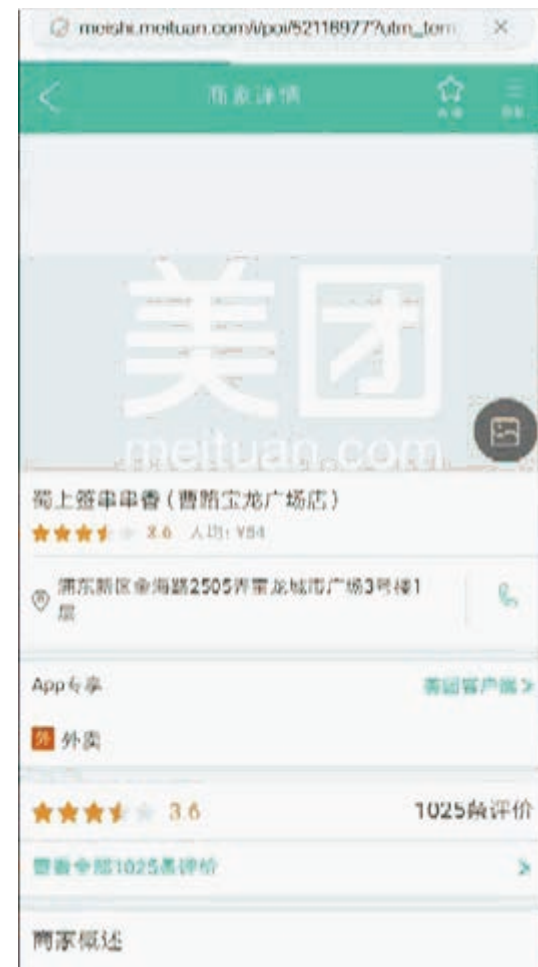 meishi.meituan.com/i/poi/52116977?utm_term
商家详情
美团
meituan.com
蜀上签串串香(曹路宝龙广场店)
3.6 人均: ¥54
浦东新区金海路2505弄宝龙城市广场3号楼1
层
App专享
美团客户端>
外 外卖
3.6
1025条评价
查看全部1025条评价
商家概述